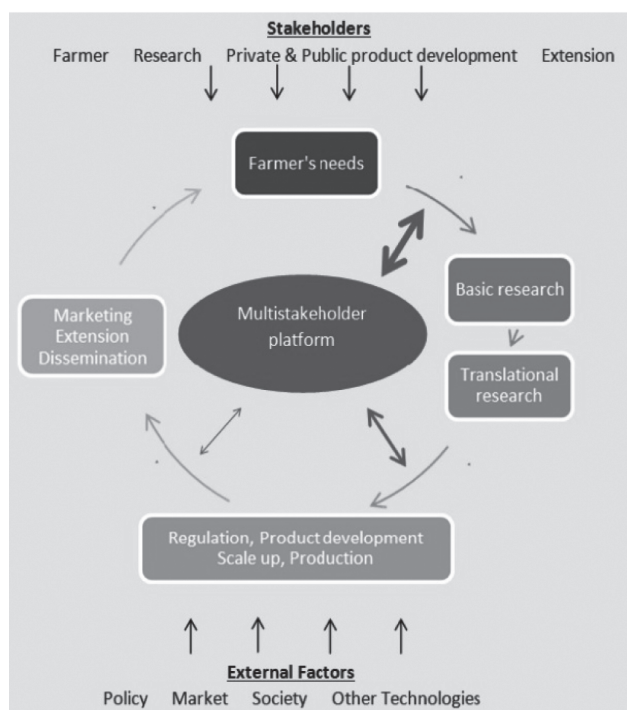 Stakeholders
Farmer Research Private & Public product development Extension
Farmer's needs
Basic research
Multistakeholder
platform
Marketing
Extension
Dissemination
Translational
research
Regulation, Product development
Scale up, Production
External Factors
Policy Market Society Other Technologies